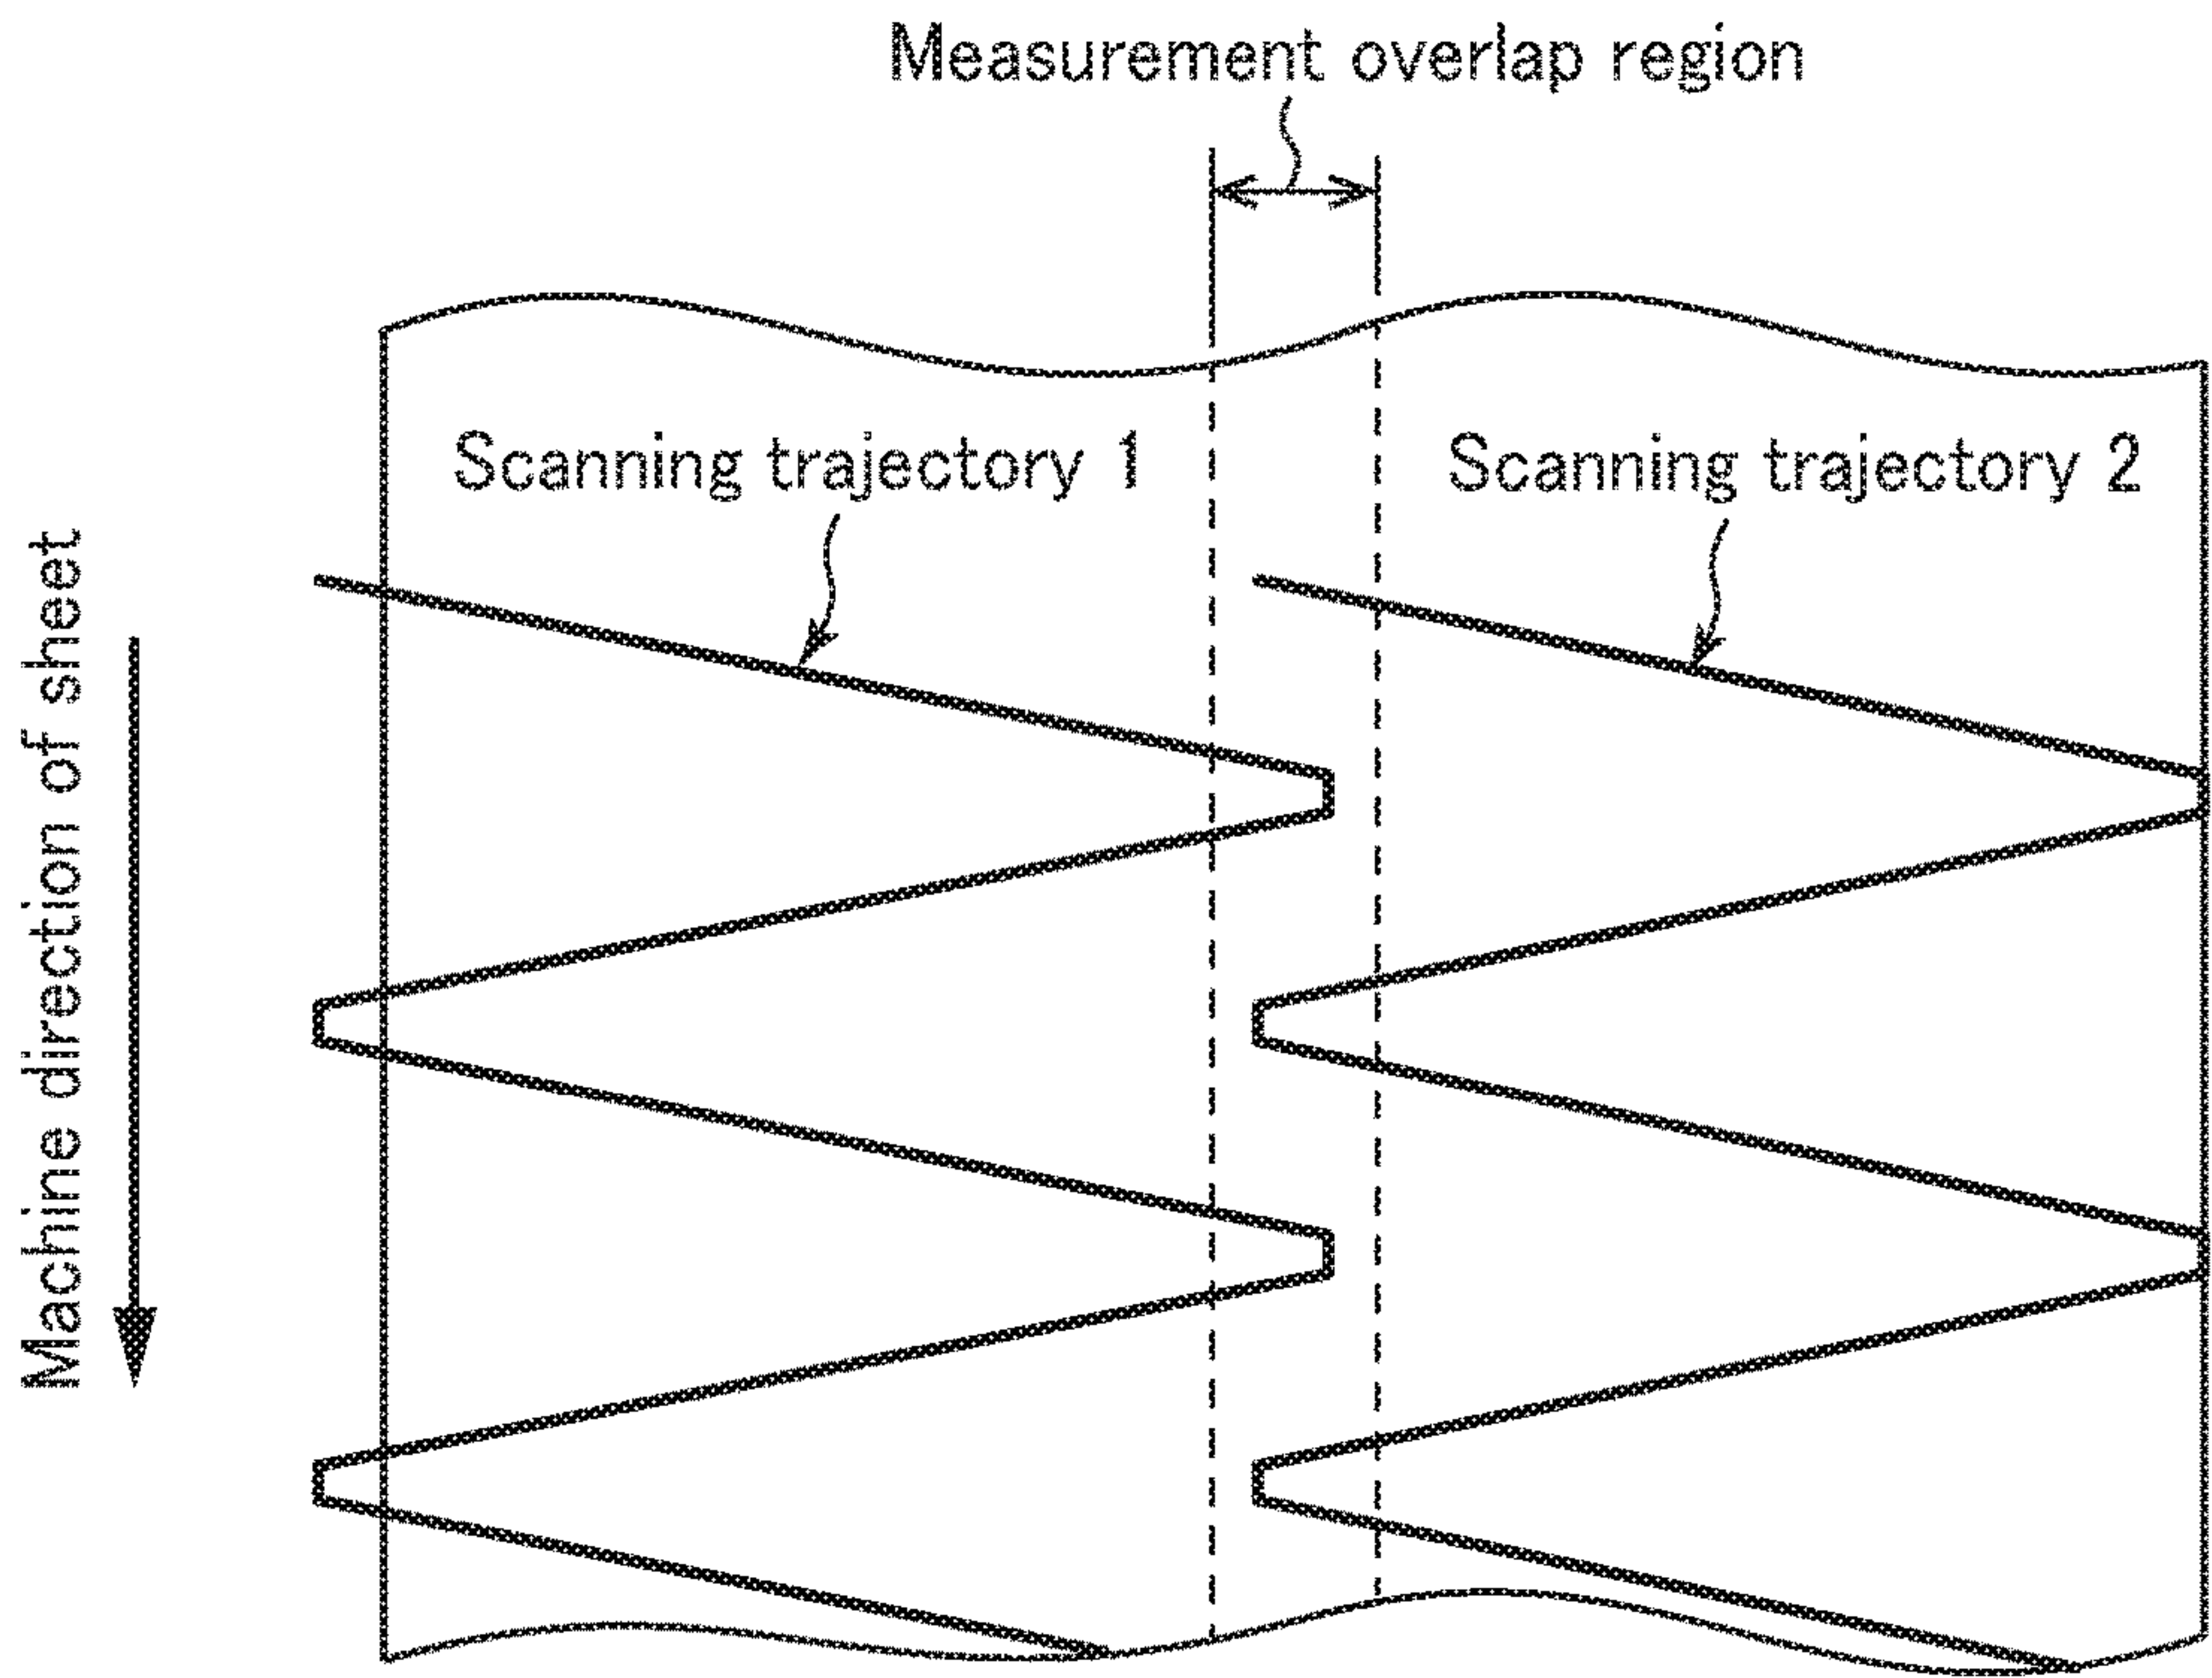 Measurement overlap region
Scanning trajectory 1
Scanning trajectory 2
Machine direction of sheet